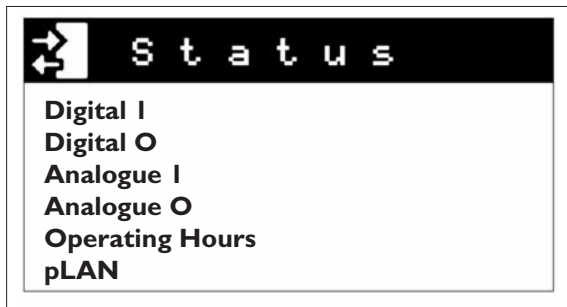 Status
Digital I
Digital O
Analogue I
Analogue O
Operating Hours
pLAN